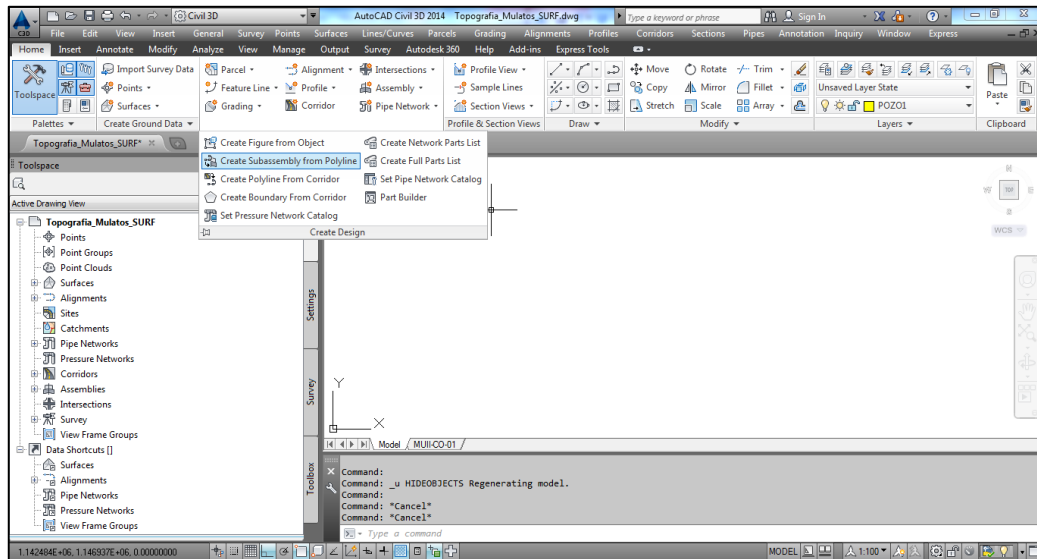 Civil 3D AutoCAD Civil 3D 2014 Topografia_Mulatos_SURF.dwg Type a keyword or phrase Sign In
File Edit View Insert General Survey Points Surfaces Lines/Curves Parcels Grading Alignments Profiles Corridors Sections Pipes Annotation Inquiry Window Express
Home Insert Annotate Modify Analyze View Manage Output Survey Autodesk 360 Help Add-ins Express Tools
Toolspace
Import Survey Data Parcel Alignment Intersections Profile View Move Rotate Trim
Points Feature Line Profile Assembly Sample Lines Copy Mirror Fillet Unsaved Layer State
Surfaces Grading Corridor Pipe Network Section Views Stretch Scale Array POZO1 Paste
Palettes Create Ground Data Profile & Section Views Draw Modify Layers Clipboard
Topografia_Mulatos_SURF*
Create Figure from Object Create Network Parts List
Create Subassembly from Polyline Create Full Parts List
Create Polyline From Corridor Set Pipe Network Catalog
Create Boundary From Corridor Part Builder
Set Pressure Network Catalog
Create Design
Toolspace
Active Drawing View
Topografia_Mulatos_SURF
Points
Point Groups
Point Clouds
Surfaces
Alignments
Sites
Catchments
Pipe Networks
Pressure Networks
Corridors
Assemblies
Intersections
Survey
View Frame Groups
Data Shortcuts []
Surfaces
Alignments
Pipe Networks
Pressure Networks
View Frame Groups
Settings
Survey
Toolbox
N
W TOP E
S
WCS
Y
X
Model MUII-CO-01
Command:
Command: _u HIDEOBJECTS Regenerating model.
Command:
Command: *Cancel*
Command: *Cancel*
Type a command
1.142484E+06, 1.146937E+06, 0.00000000 MODEL 1:100